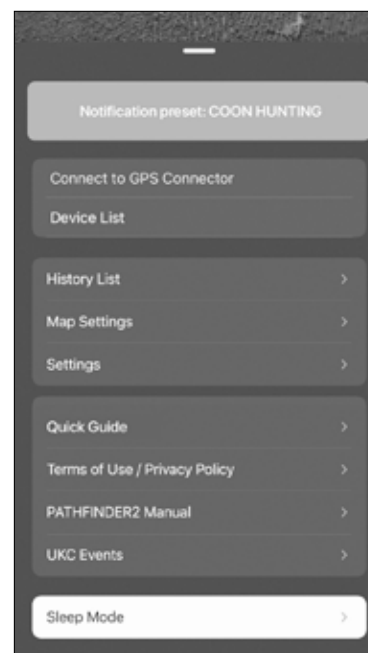 Notification preset: COON HUNTING
Connect to GPS Connector
Device List
History List
Map Settings
Settings
Quick Guide
Terms of Use / Privacy Policy
PATHFINDER2 Manual
UKC Events
Sleep Mode